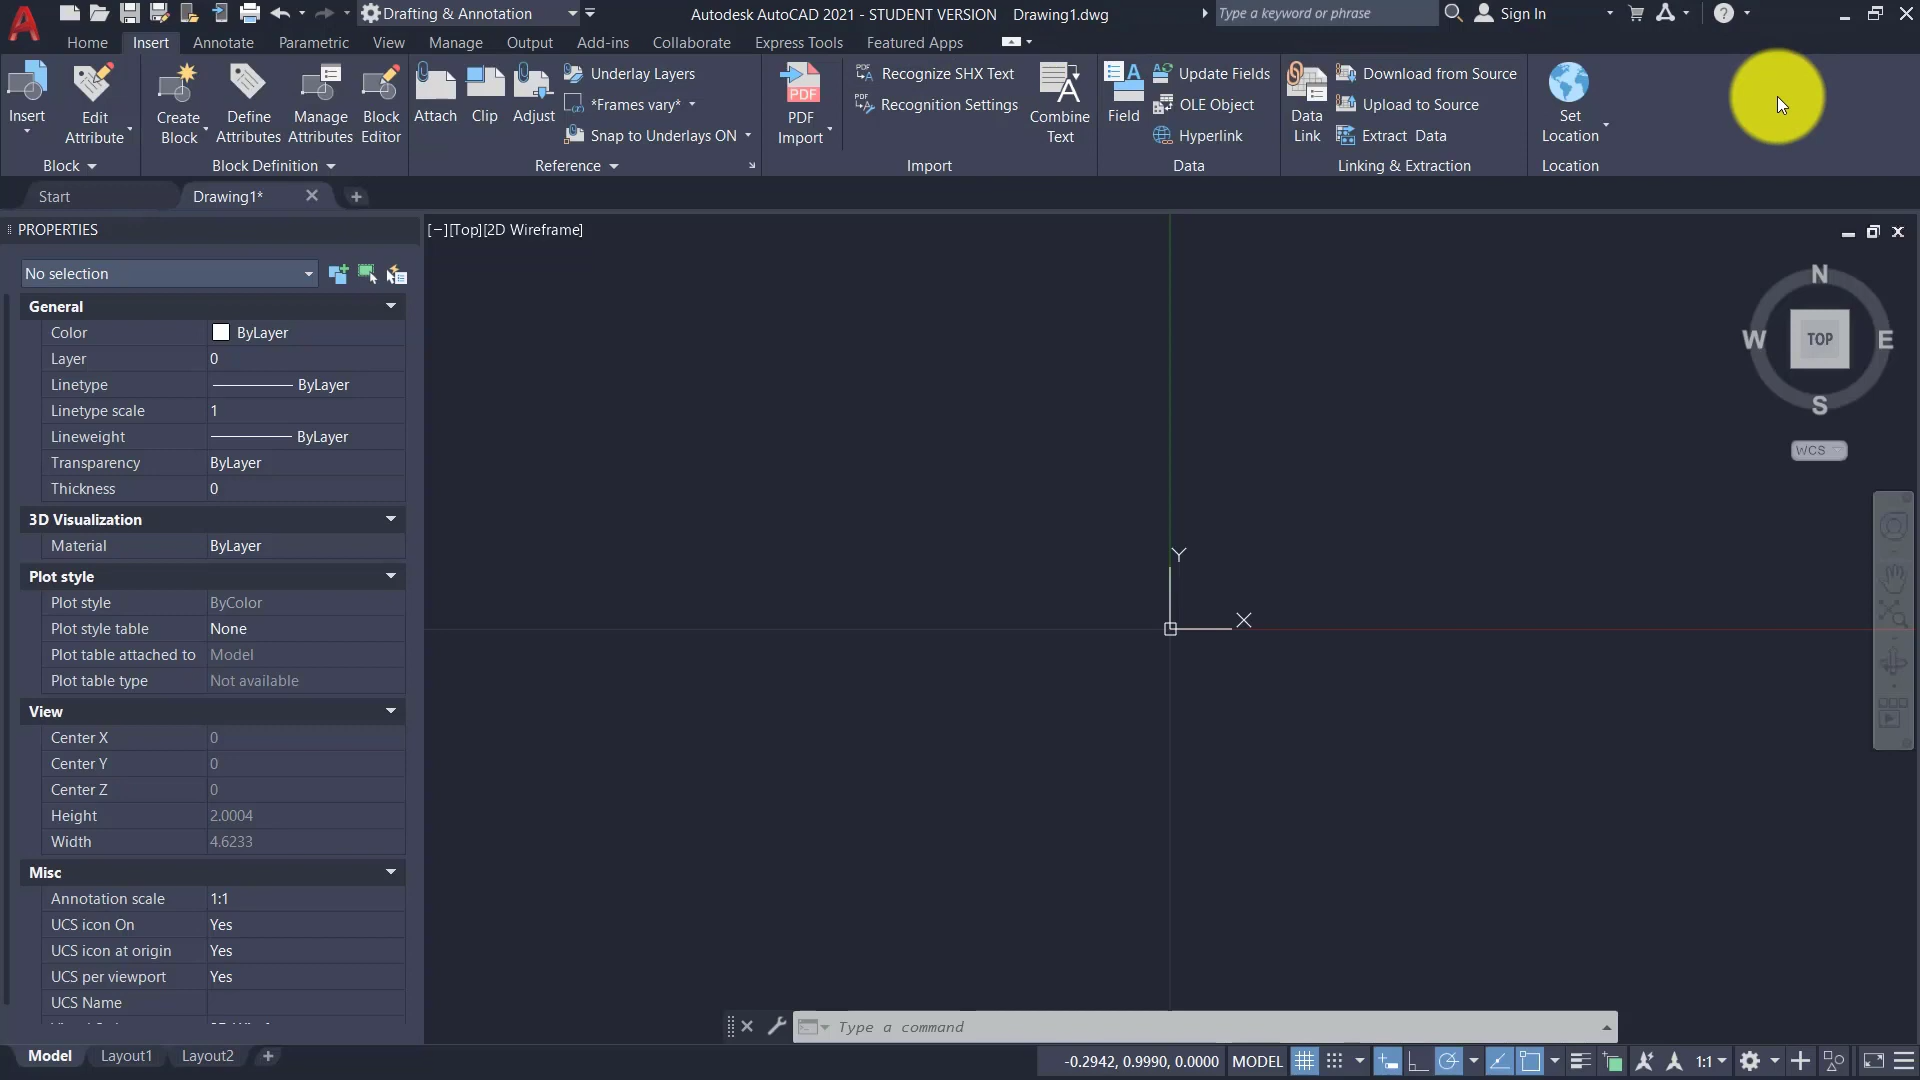 Drafting & Annotation
Autodesk AutoCAD 2021 - STUDENT VERSION Drawing1.dwg
Type a keyword or phrase
Sign In
Home Insert Annotate Parametric View Manage Output Add-ins Collaborate Express Tools Featured Apps
Insert
Edit
Attribute
Create
Block
Define
Attributes
Manage
Attributes
Block
Editor
Attach
Clip
Adjust
Underlay Layers
*Frames vary*
Snap to Underlays ON
PDF
PDF
Import
Recognize SHX Text
Recognition Settings
Combine
Text
Field
Update Fields
OLE Object
Hyperlink
Data
Link
Download from Source
Upload to Source
Extract Data
Set
Location
Block Block Definition Reference Import Data Linking & Extraction Location
Start Drawing1*
PROPERTIES
[−][Top][2D Wireframe]
No selection
General
Color ByLayer
Layer 0
Linetype ByLayer
Linetype scale 1
Lineweight ByLayer
Transparency ByLayer
Thickness 0
3D Visualization
Material ByLayer
Plot style
Plot style ByColor
Plot style table None
Plot table attached to Model
Plot table type Not available
View
Center X 0
Center Y 0
Center Z 0
Height 2.0004
Width 4.6233
Misc
Annotation scale 1:1
UCS icon On Yes
UCS icon at origin Yes
UCS per viewport Yes
UCS Name
N
W TOP E
S
WCS
Y
X
Type a command
Model Layout1 Layout2
-0.2942, 0.9990, 0.0000 MODEL 1:1